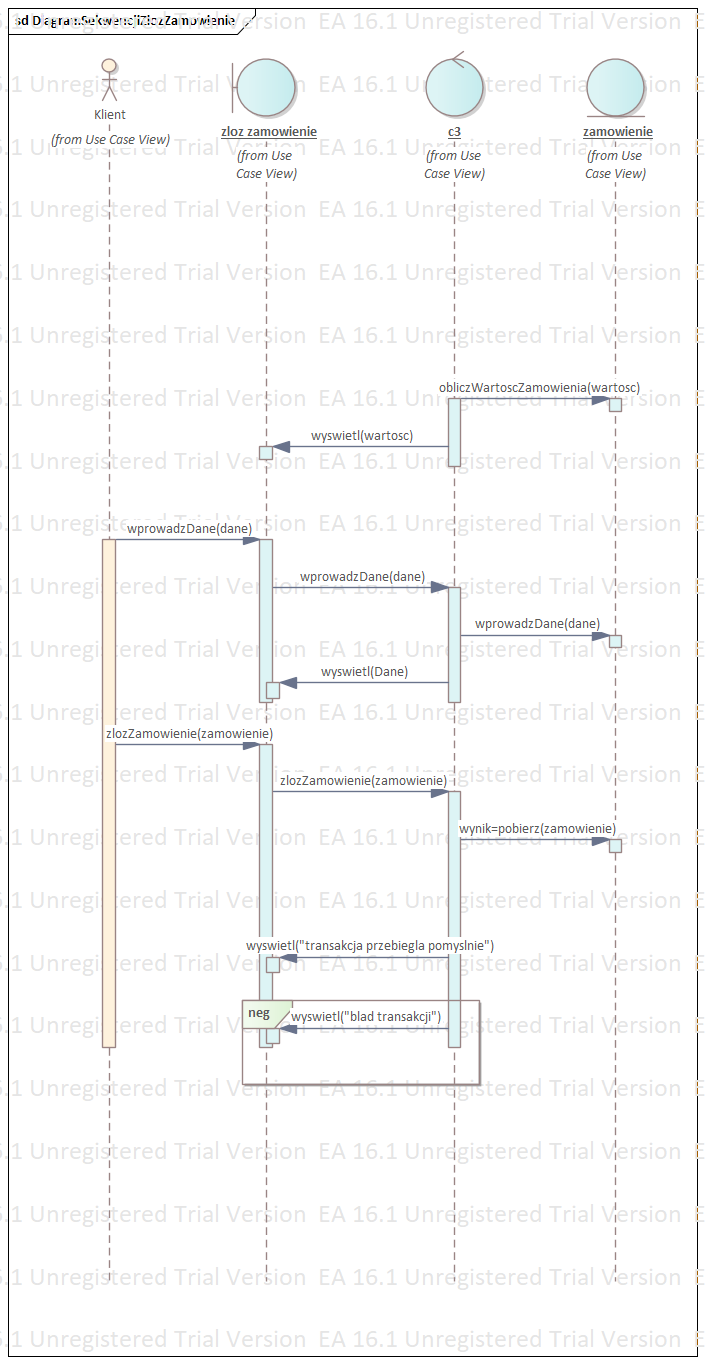 sd DiagramSekwencjiZlozZamowienie
Klient
(from Use Case View)
zloz zamowienie
(from Use
Case View)
c3
(from Use
Case View)
zamowienie
(from Use
Case View)
obliczWartoscZamowienia(wartosc)
wyswietl(wartosc)
wprowadzDane(dane)
wprowadzDane(dane)
wprowadzDane(dane)
wyswietl(Dane)
zlozZamowienie(zamowienie)
zlozZamowienie(zamowienie)
wynik=pobierz(zamowienie)
wyswietl("transakcja przebiegla pomyslnie")
neg
wyswietl("blad transakcji")
EA 16.1 Unregistered Trial Version